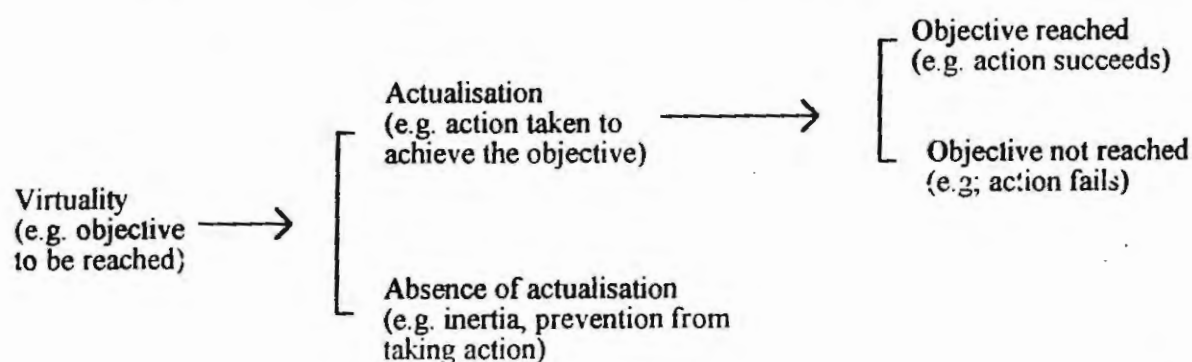 Virtuality
(e.g. objective
to be reached)
Actualisation
(e.g. action taken to
achieve the objective)
Absence of actualisation
(e.g. inertia, prevention from
taking action)
Objective reached
(e.g. action succeeds)
Objective not reached
(e.g; action fails)